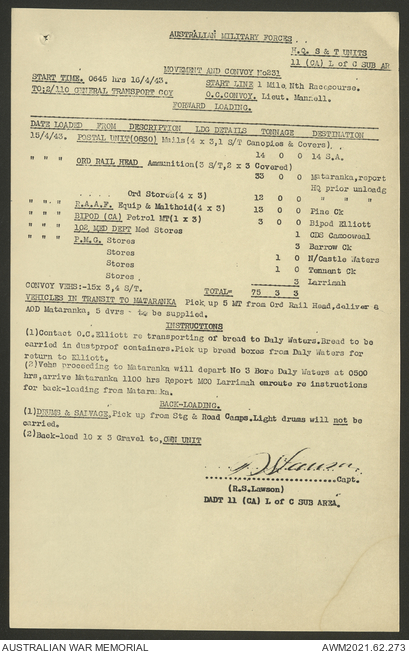 AUSTRALIAN MILITARY FORCES.
H.Q. S & T UNITS
11 (CA) L of C SUB AR
MOVEMENT AND CONVOY No231
START TIME. 0645 hrs 16/4/43. START LINE 1 Mile Nth Racecourse.
TO;2/110 GENERAL TRANSPORT COY O.C.CONVOY. Lieut. Mannell.
FORWARD LOADING.
DATE LOADED FROM DESCRIPTION LDG DETAILS TONNAGE DESTINATION
15/4/43. POSTAL UNIT(0830) Mails(4 x 3,1 S/T Canopies & Covers).
14 0 0 14 S.A.
" " " ORD RAIL HEAD Ammunition(3 S/T,2 x 3 Covered)
33 0 0 Mataranka,report
HQ prior unloadg
.... Ord Stores(4 x 3) 12 0 0 " " "
" " " R.A.A.F. Equip & Malthoid(4 x 3) 13 0 0 Pine Ck
" " " BIPOD (CA) Petrol MT(1 x 3) 3 0 0 Bipod Elliott
" " " 102 MED DEPT Med Stores 1 CDS Camooweal
" " " P.M.G. Stores 3 Barrow Ck
Stores 1 0 N/Castle Waters
Stores 1 0 Tennant Ck
Stores 3 Larrimah
CONVOY VEHS:-15x 3,4 S/T. TOTAL= 75 3 3
VEHICLES IN TRANSIT TO MATARANKA Pick up 5 MT from Ord Rail Head,deliver &
AOD Mataranka, 5 dvrs - to be supplied.
INSTRUCTIONS
(1)Contact O.C.Elliott re transporting of bread to Daly Waters.Bread to be
carried in dustprpof containers.Pick up bread boxes from Daly Waters for
return to Elliott.
(2)Vehs proceeding to Mataranka will depart No 3 Bore Daly Waters at 0500
hrs,arrive Mataranka 1100 hrs Report MCO Larrimah enroute re instructions
for back-loading from Mataranka.
BACK-LOADING.
(1)DRUMS & SALVAGE,Pick up from Stg & Road Camps.Light drums will not be
carried.
(2)Back-load 10 x 3 Gravel to, OWN UNIT
R S Lawson
Capt.
(R.S.Lawson)
DADT 11 (CA) L of C SUB AREA.
AUSTRALIAN WAR MEMORIAL AWM2021.62.273